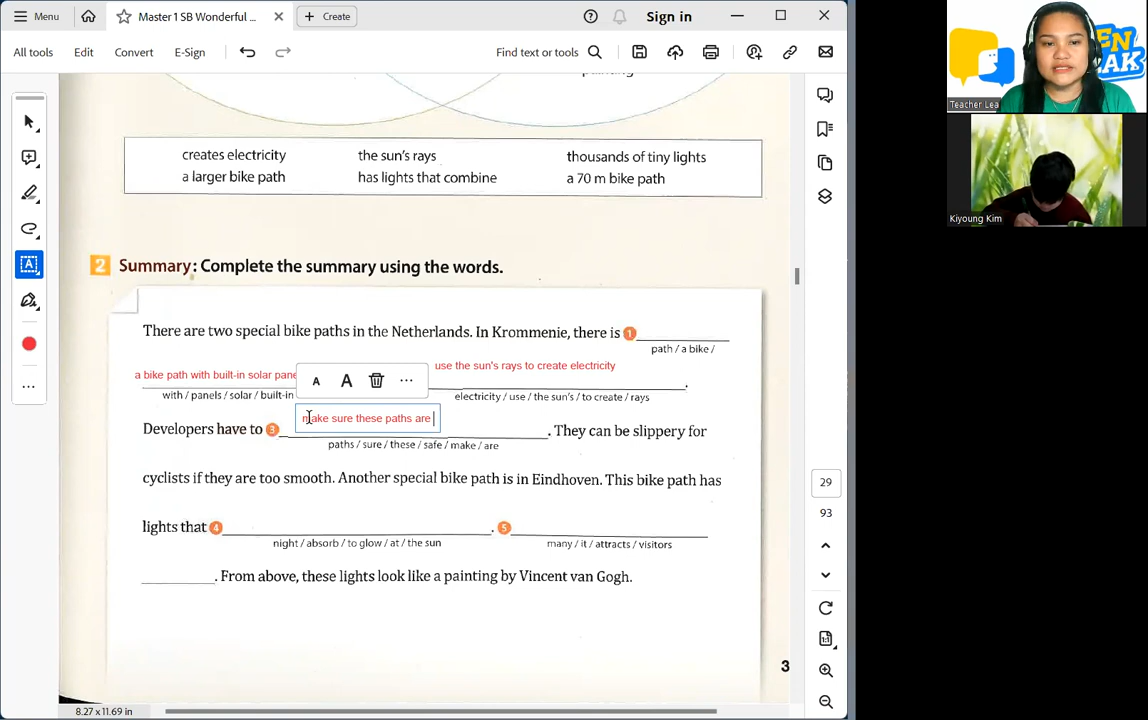 Menu
Master 1 SB Wonderful ...
Create
Sign in
All tools
Edit
Convert
E-Sign
Find text or tools
painting
creates electricity
the sun's rays
thousands of tiny lights
a larger bike path
has lights that combine
a 70 m bike path
2 Summary: Complete the summary using the words.
There are two special bike paths in the Netherlands. In Krommenie, there is 1
path / a bike /
a bike path with built-in solar pane
use the sun's rays to create electricity
with / panels / solar / built-in
electricity / use / the sun's / to create / rays
A A ...
make sure these paths are
Developers have to 3 . They can be slippery for
paths / sure / these / safe / make / are
cyclists if they are too smooth. Another special bike path is in Eindhoven. This bike path has
lights that 4 . 5
night / absorb / to glow / at / the sun
many / it / attracts / visitors
. From above, these lights look like a painting by Vincent van Gogh.
3
8.27 x 11.69 in
29
93
1:1
EN
EAK
Teacher Lea
Kiyoung Kim